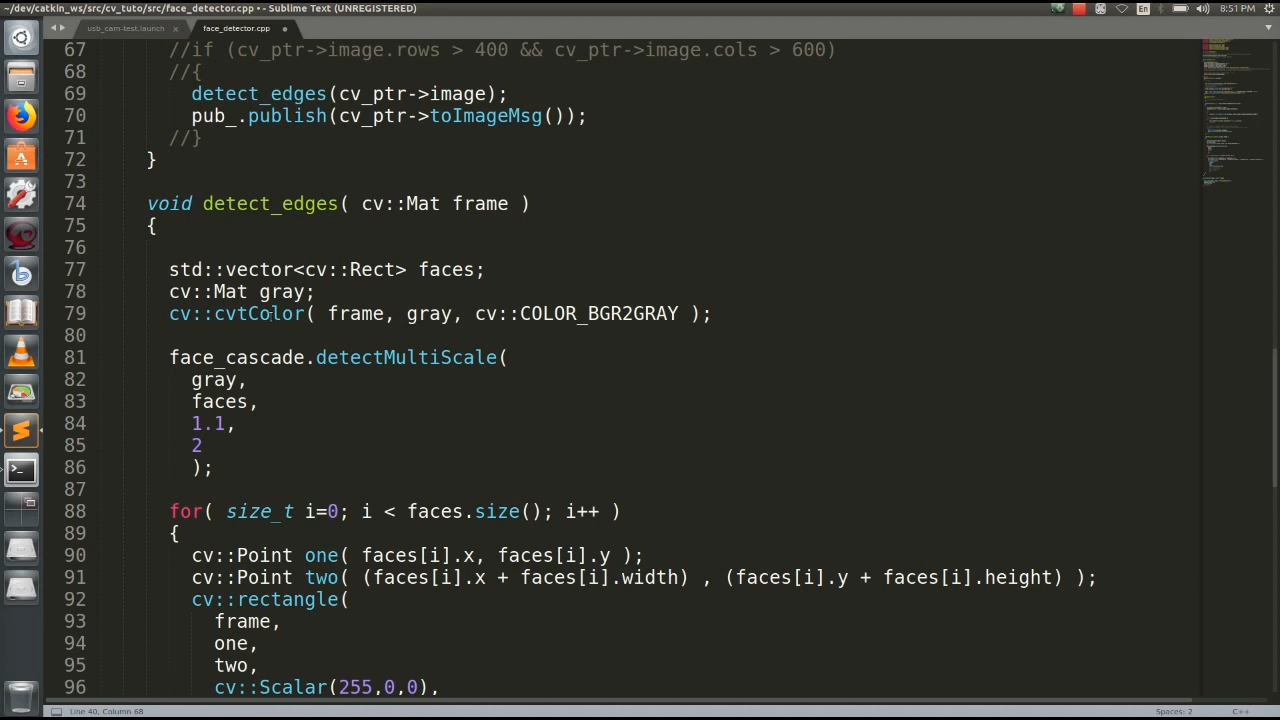 ~/dev/catkin_ws/src/cv_tuto/src/face_detector.cpp • - Sublime Text (UNREGISTERED)
En
8:51 PM
usb_cam-test.launch
face_detector.cpp
67 //if (cv_ptr->image.rows > 400 && cv_ptr->image.cols > 600)
68 //{
69 detect_edges(cv_ptr->image);
70 pub_.publish(cv_ptr->toImageMsg());
71 //}
72 }
73
74 void detect_edges( cv::Mat frame )
75 {
76
77 std::vector<cv::Rect> faces;
78 cv::Mat gray;
79 cv::cvtColor( frame, gray, cv::COLOR_BGR2GRAY );
80
81 face_cascade.detectMultiScale(
82 gray,
83 faces,
84 1.1,
85 2
86 );
87
88 for( size_t i=0; i < faces.size(); i++ )
89 {
90 cv::Point one( faces[i].x, faces[i].y );
91 cv::Point two( (faces[i].x + faces[i].width) , (faces[i].y + faces[i].height) );
92 cv::rectangle(
93 frame,
94 one,
95 two,
96 cv::Scalar(255,0,0),
Line 40, Column 68
Spaces: 2
C++